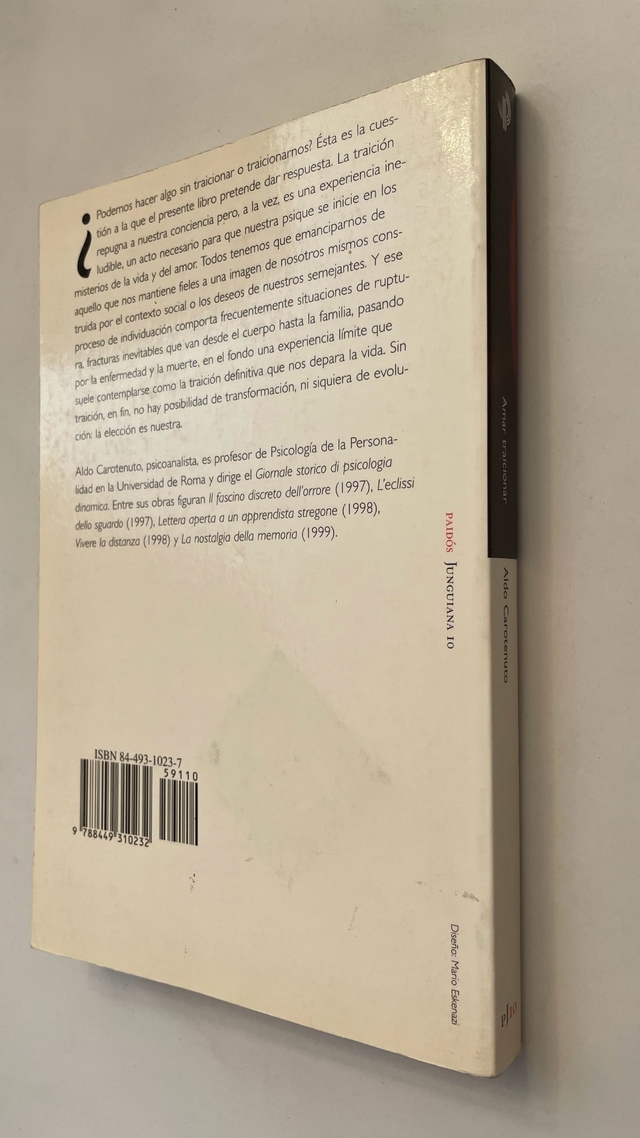 ¿Podemos hacer algo sin traicionar o traicionarnos? Ésta es la cues-
tión a la que el presente libro pretende dar respuesta. La traición
repugna a nuestra conciencia pero, a la vez, es una experiencia ine-
ludible, un acto necesario para que nuestra psique se inicie en los
misterios de la vida y del amor. Todos tenemos que emanciparnos de
aquello que nos mantiene fieles a una imagen de nosotros mismos cons-
truida por el contexto social o los deseos de nuestros semejantes. Y ese
proceso de individuación comporta frecuentemente situaciones de ruptu-
ra, fracturas inevitables que van desde el cuerpo hasta la familia, pasando
por la enfermedad y la muerte, en el fondo una experiencia límite que
suele contemplarse como la traición definitiva que nos depara la vida. Sin
traición, en fin, no hay posibilidad de transformación, ni siquiera de evolu-
ción: la elección es nuestra.
Aldo Carotenuto, psicoanalista, es profesor de Psicología de la Persona-
lidad en la Universidad de Roma y dirige el Giornale storico di psicologia
dinamica. Entre sus obras figuran Il fascino discreto dell'orrore (1997), L'eclissi
dello sguardo (1997), Lettera aperta a un apprendista stregone (1998),
Vivere la distanza (1998) y La nostalgia della memoria (1999).
PAIDÓS JUNGUIANA 10
ISBN 84-493-1023-7
59110
9 788449 310232
Diseño: Mario Eskenazi
Amar traicionar
Aldo Carotenuto
PJ10